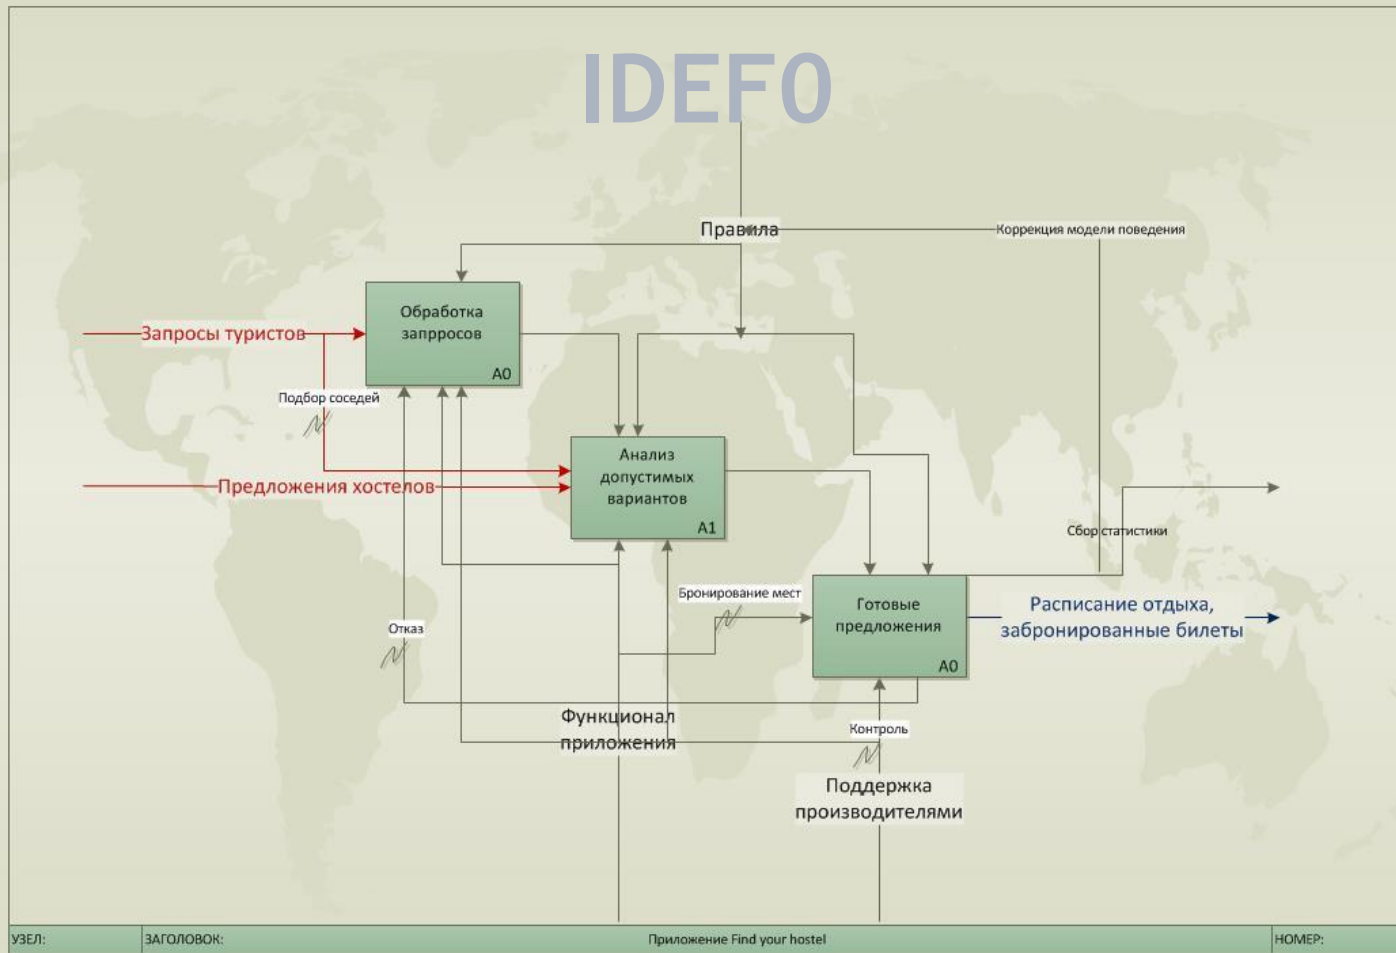 IDEF0
Правила
Коррекция модели поведения
Обработка
запрросов
A0
Запросы туристов
Подбор соседей
Анализ
допустимых
вариантов
A1
Предложения хостелов
Сбор статистики
Бронирование мест
Готовые
предложения
A0
Расписание отдыха,
забронированные билеты
Отказ
Функционал
приложения
Контроль
Поддержка
производителями
УЗЕЛ:
ЗАГОЛОВОК:
Приложение Find your hostel
НОМЕР: